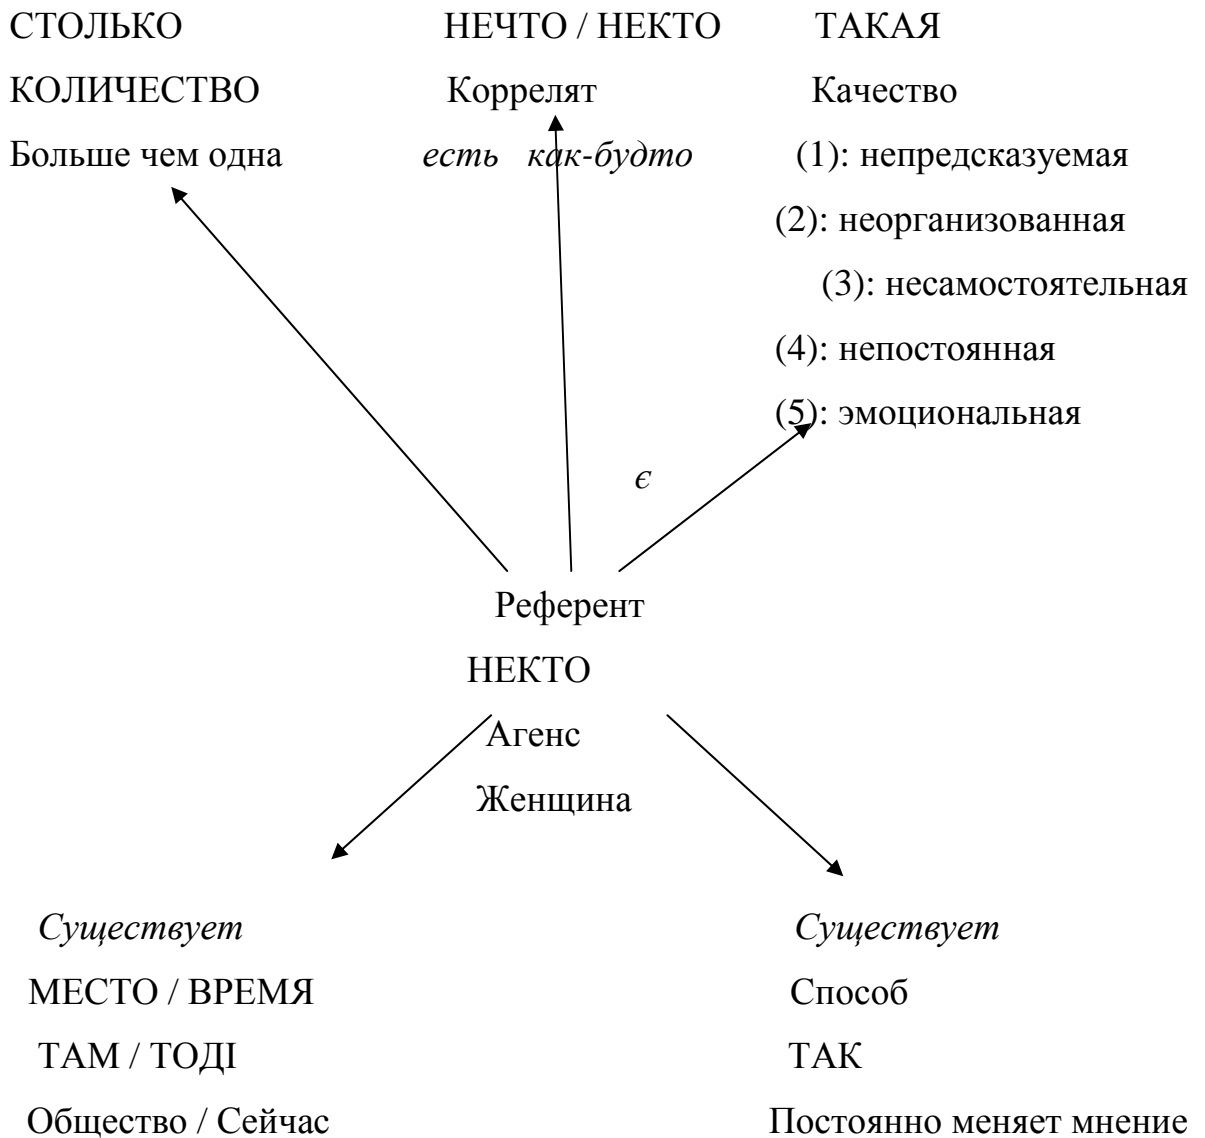 СТОЛЬКО НЕЧТО / НЕКТО ТАКАЯ
КОЛИЧЕСТВО Коррелят Качество
Больше чем одна есть как-будто (1): непредсказуемая
(2): неорганизованная
(3): несамостоятельная
(4): непостоянная
(5): эмоциональная
є
Референт
НЕКТО
Агенс
Женщина
Существует Существует
МЕСТО / ВРЕМЯ Способ
ТАМ / ТОДІ ТАК
Общество / Сейчас Постоянно меняет мнение